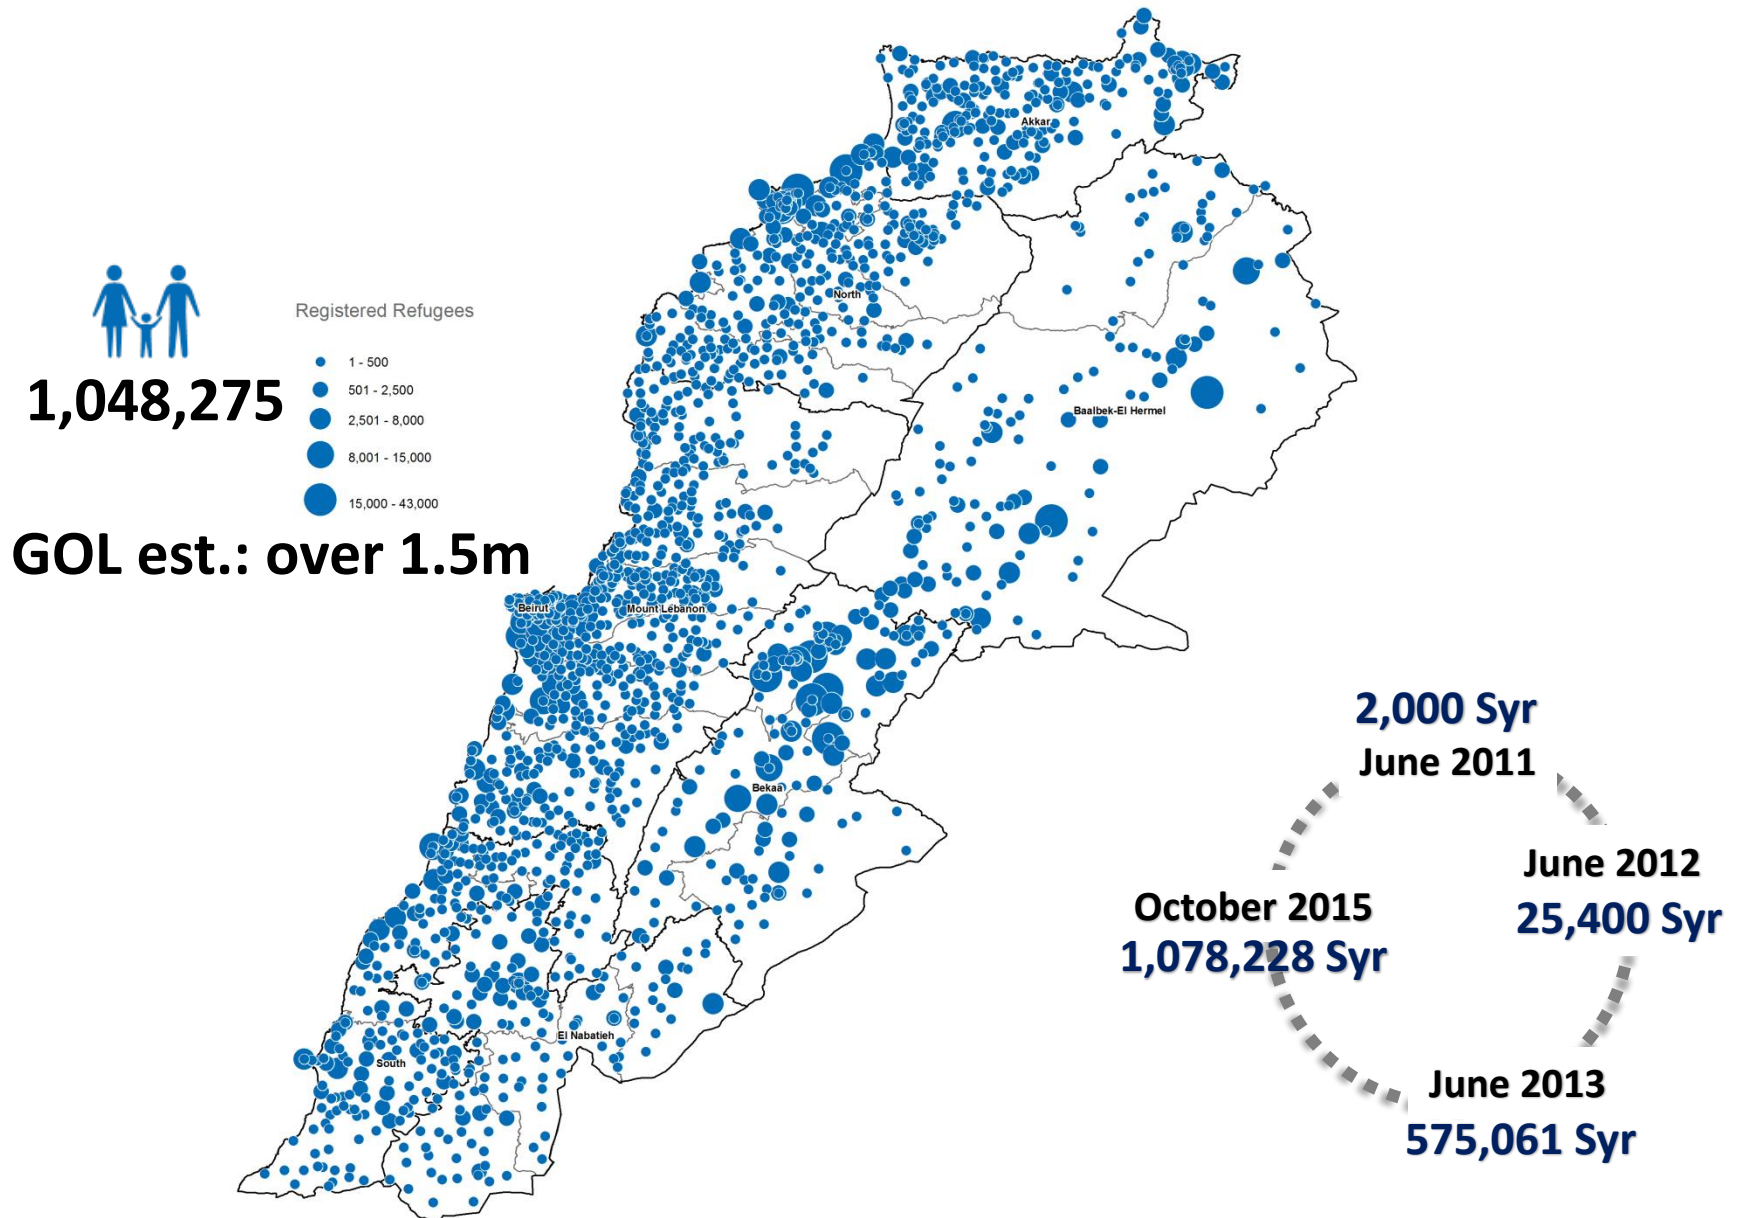 1,048,275
GOL est.: over 1.5m
Registered Refugees
1 - 500
501 - 2,500
2,501 - 8,000
8,001 - 15,000
15,000 - 43,000
Akkar
North
Baalbek-El Hermel
Beirut
Mount Lebanon
Bekaa
El Nabatieh
South
2,000 Syr
June 2011
June 2012
25,400 Syr
October 2015
1,078,228 Syr
June 2013
575,061 Syr